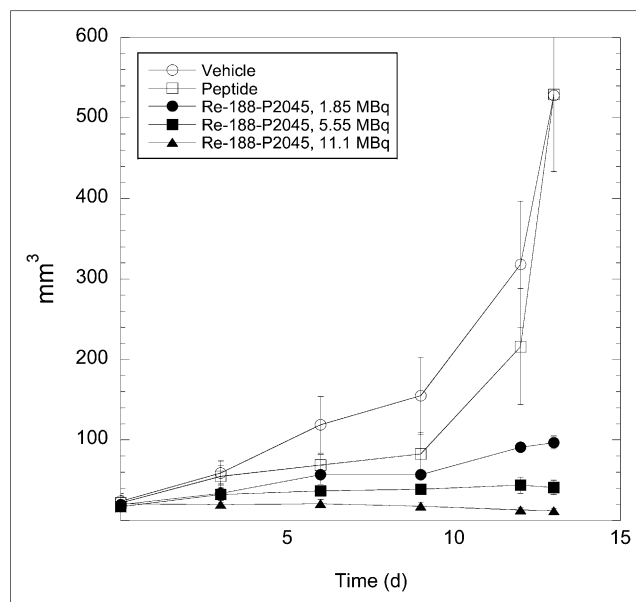 600
500
400
300
200
100
mm3
Vehicle
Peptide
Re-188-P2045, 1.85 MBq
Re-188-P2045, 5.55 MBq
Re-188-P2045, 11.1 MBq
5
10
15
Time (d)